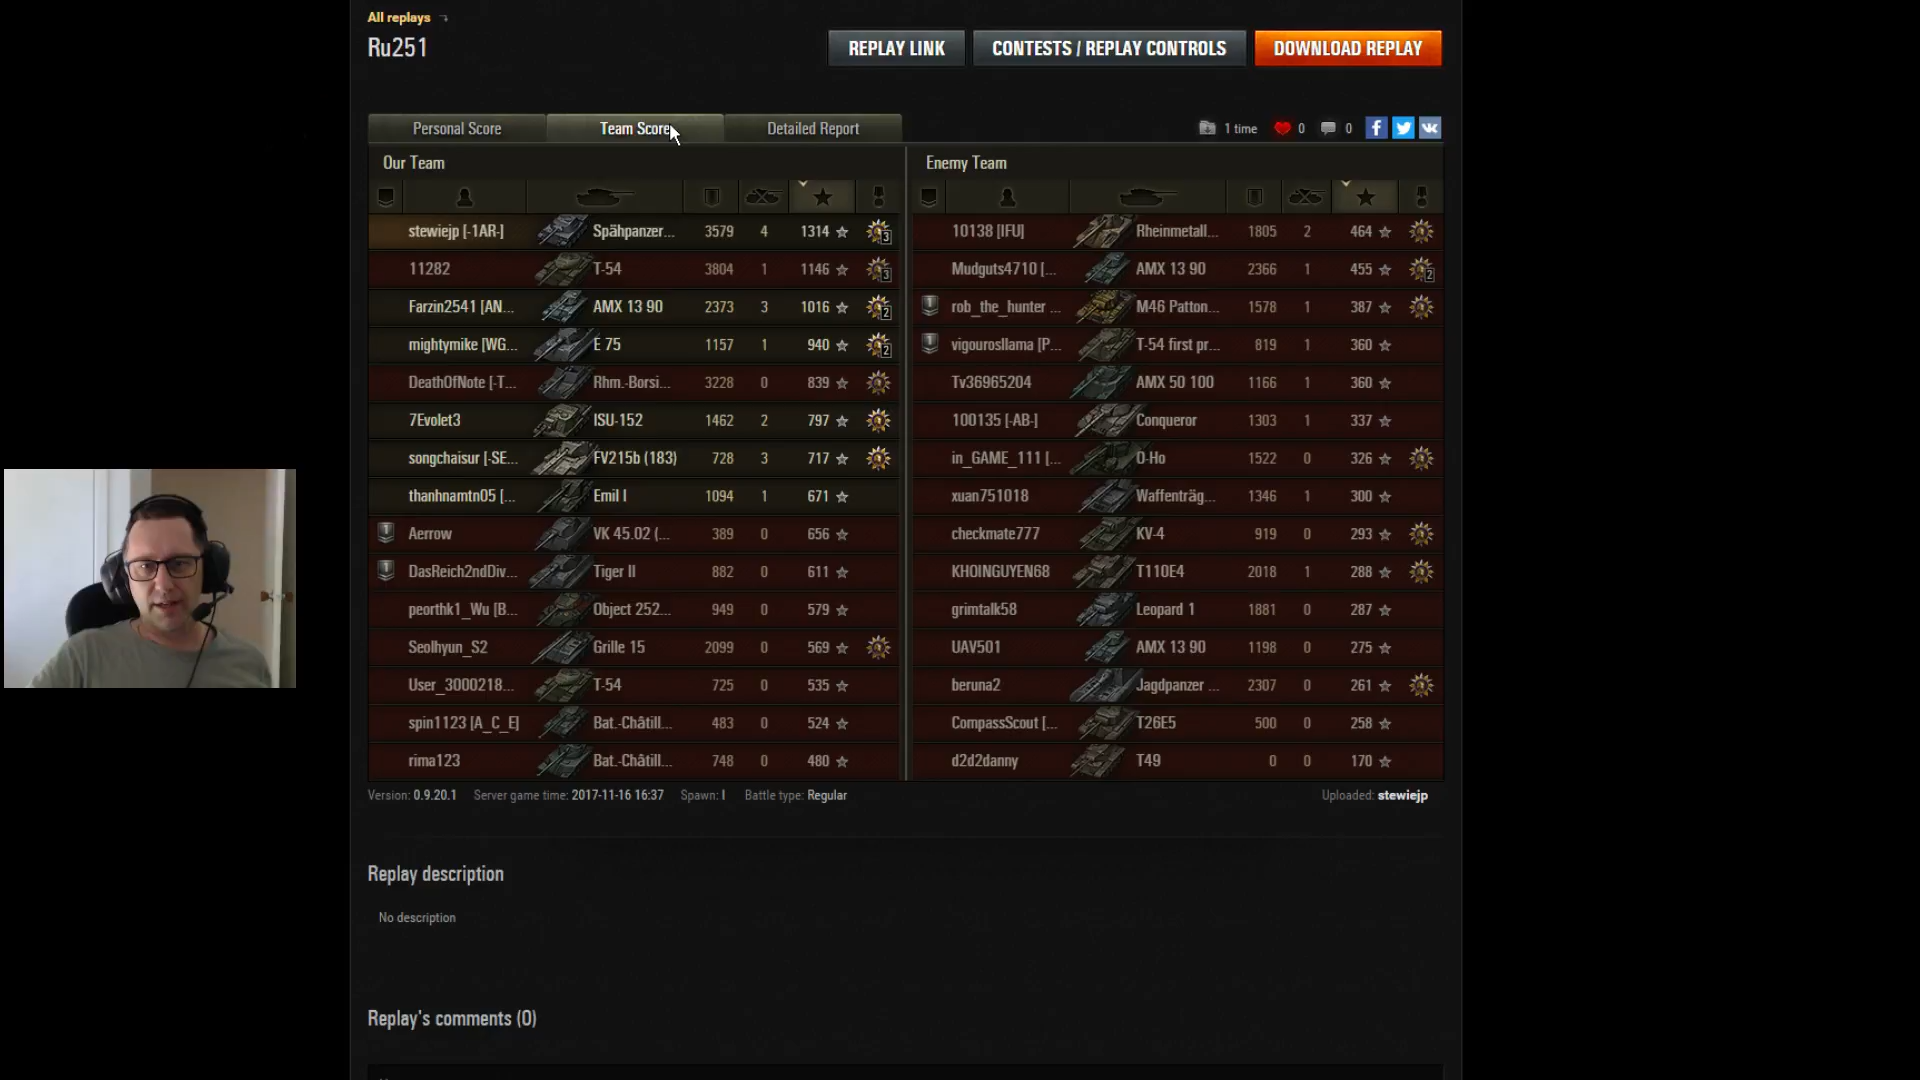 All replays
Ru251
REPLAY LINK
CONTESTS / REPLAY CONTROLS
DOWNLOAD REPLAY
Personal Score
Team Score
Detailed Report
1 time
0
0
Our Team
stewiejp [-1AR-] Spähpanzer... 3579 4 1314 3
11282 T-54 3804 1 1146 3
Farzin2541 [AN... AMX 13 90 2373 3 1016 2
mightymike [WG... E 75 1157 1 940 2
DeathOfNote [-T... Rhm.-Borsi... 3228 0 839
7Evolet3 ISU-152 1462 2 797
songchaisur [-SE... FV215b (183) 728 3 717
thanhnamtn05 [... Emil I 1094 1 671
Aerrow VK 45.02 (... 389 0 656
DasReich2ndDiv... Tiger II 882 0 611
peorthk1_Wu [B... Object 252... 949 0 579
Seolhyun_S2 Grille 15 2099 0 569
User_3000218... T-54 725 0 535
spin1123 [A_C_E] Bat.-Châtill... 483 0 524
rima123 Bat.-Châtill... 748 0 480
Enemy Team
10138 [IFU] Rheinmetall... 1805 2 464
Mudguts4710 [... AMX 13 90 2366 1 455 2
rob_the_hunter ... M46 Patton... 1578 1 387
vigourosllama [P... T-54 first pr... 819 1 360
Tv36965204 AMX 50 100 1166 1 360
100135 [-AB-] Conqueror 1303 1 337
in_GAME_111 [... O-Ho 1522 0 326
xuan751018 Waffenträg... 1346 1 300
checkmate777 KV-4 919 0 293
KHOINGUYEN68 T110E4 2018 1 288
grimtalk58 Leopard 1 1881 0 287
UAV501 AMX 13 90 1198 0 275
beruna2 Jagdpanzer ... 2307 0 261
CompassScout [... T26E5 500 0 258
d2d2danny T49 0 0 170
Version: 0.9.20.1 Server game time: 2017-11-16 16:37 Spawn: I Battle type: Regular
Uploaded: stewiejp
Replay description
No description
Replay's comments (0)